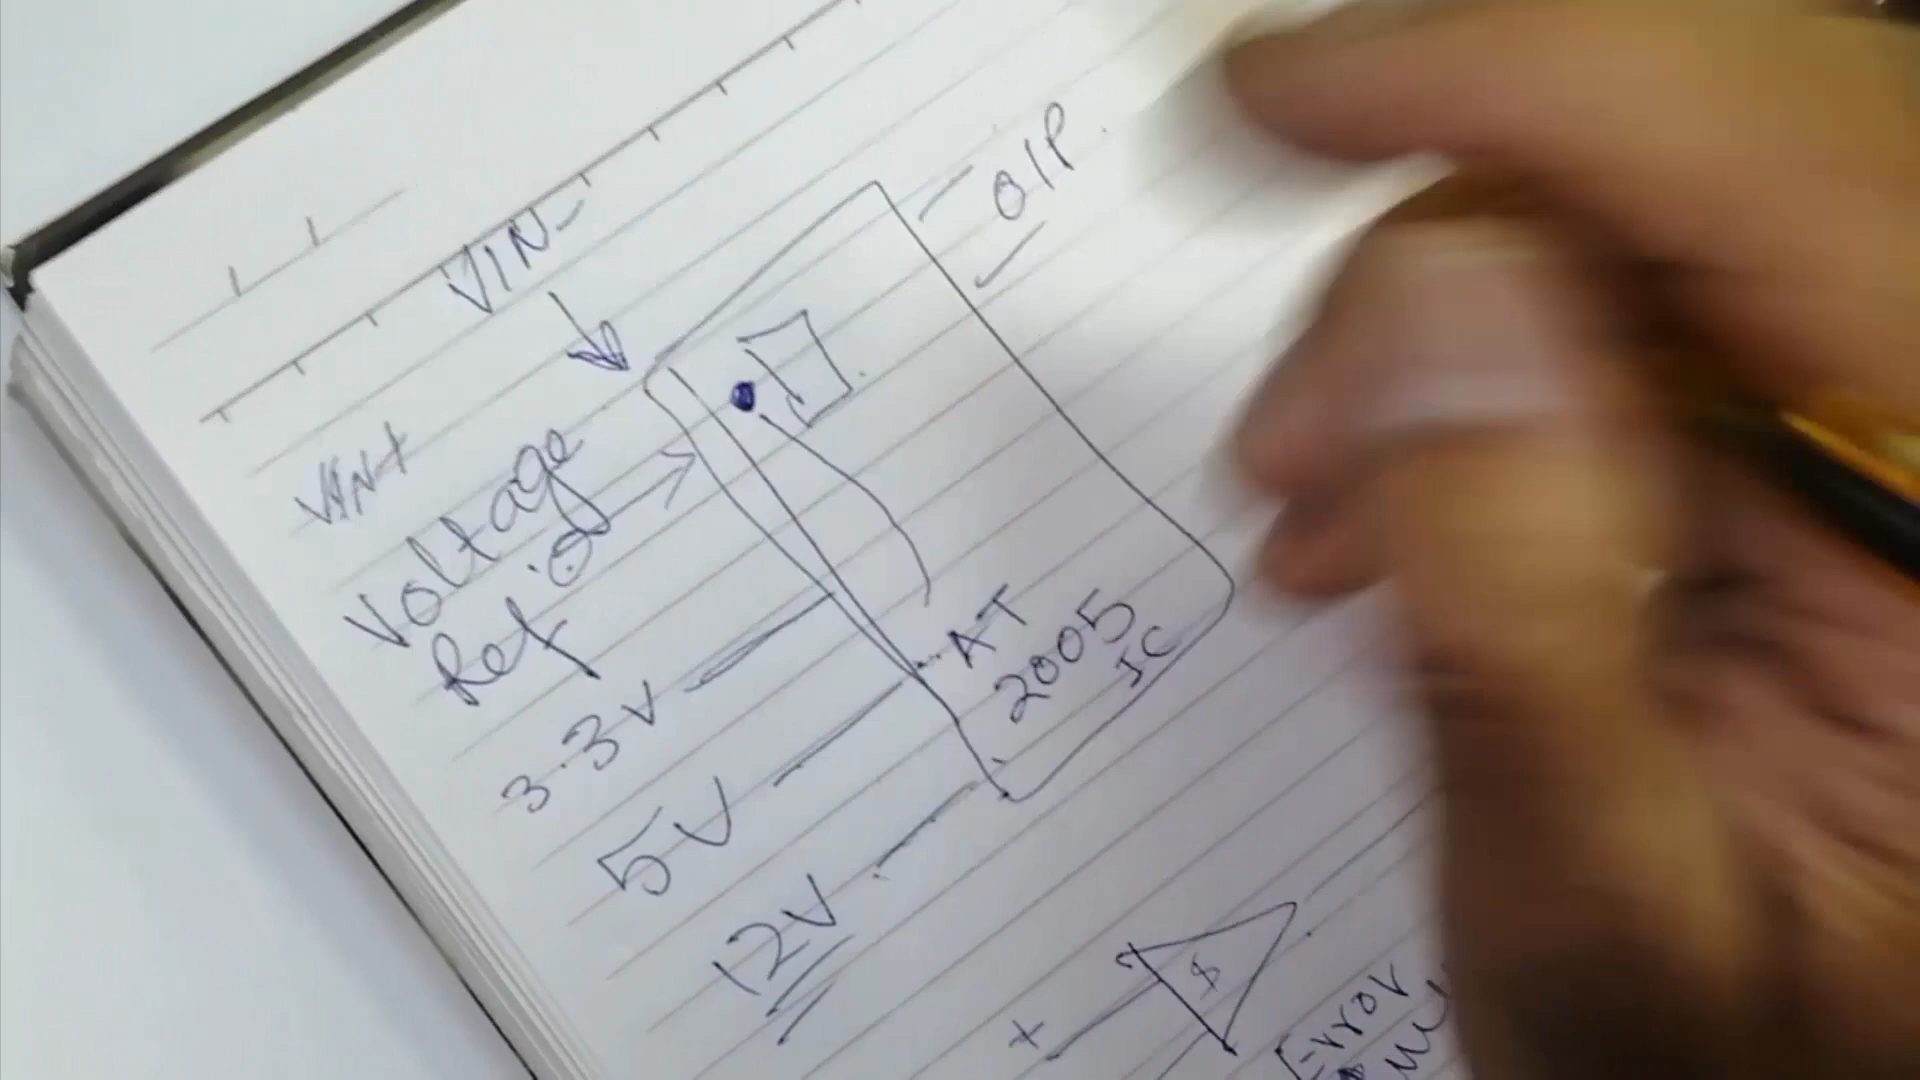 VIN-
O/P.
VIN+
Voltage
Ref.
3.3V
5V
12V
AT
2005
IC
+
Error